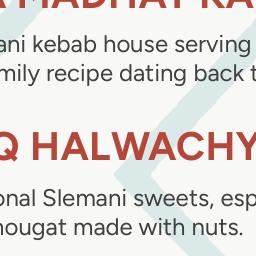 ani kebab house serving
mily recipe dating back t
Q HALWACHY
onal Slemani sweets, esp
nougat made with nuts.